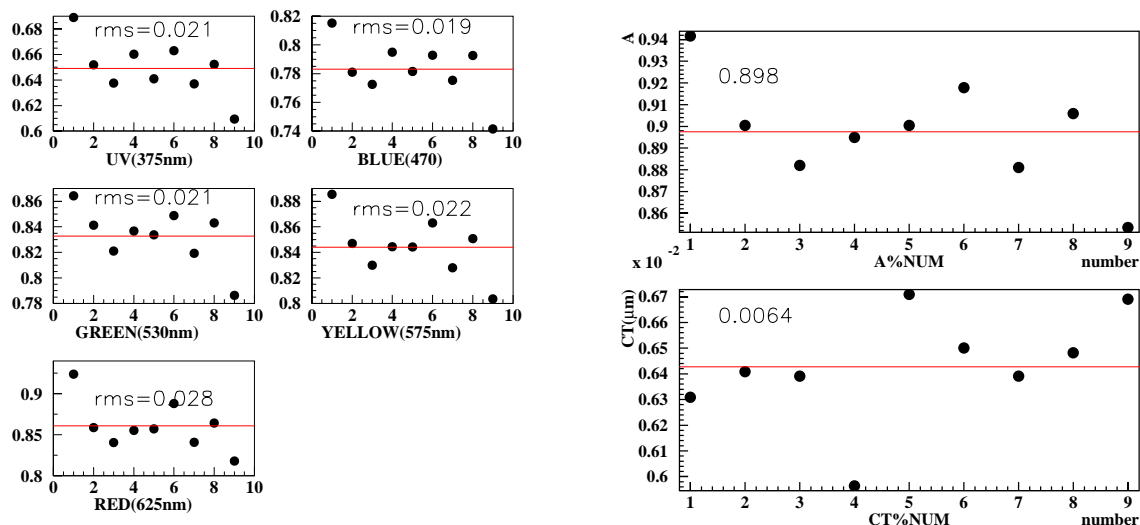 0.68
0.66
0.64
0.62
0.6
rms=0.021
0 2 4 6 8 10
UV(375nm)
0.82
0.8
0.78
0.76
0.74
rms=0.019
0 2 4 6 8 10
BLUE(470)
0.86
0.84
0.82
0.8
0.78
rms=0.021
0 2 4 6 8 10
GREEN(530nm)
0.88
0.86
0.84
0.82
0.8
rms=0.022
0 2 4 6 8 10
YELLOW(575nm)
0.9
0.85
0.8
rms=0.028
0 2 4 6 8 10
RED(625nm)
A
0.94
0.93
0.92
0.91
0.9
0.89
0.88
0.87
0.86
0.898
1 2 3 4 5 6 7 8 9
A%NUM
number
x 10 -2
CT(μm)
0.67
0.66
0.65
0.64
0.63
0.62
0.61
0.6
0.0064
1 2 3 4 5 6 7 8 9
CT%NUM
number